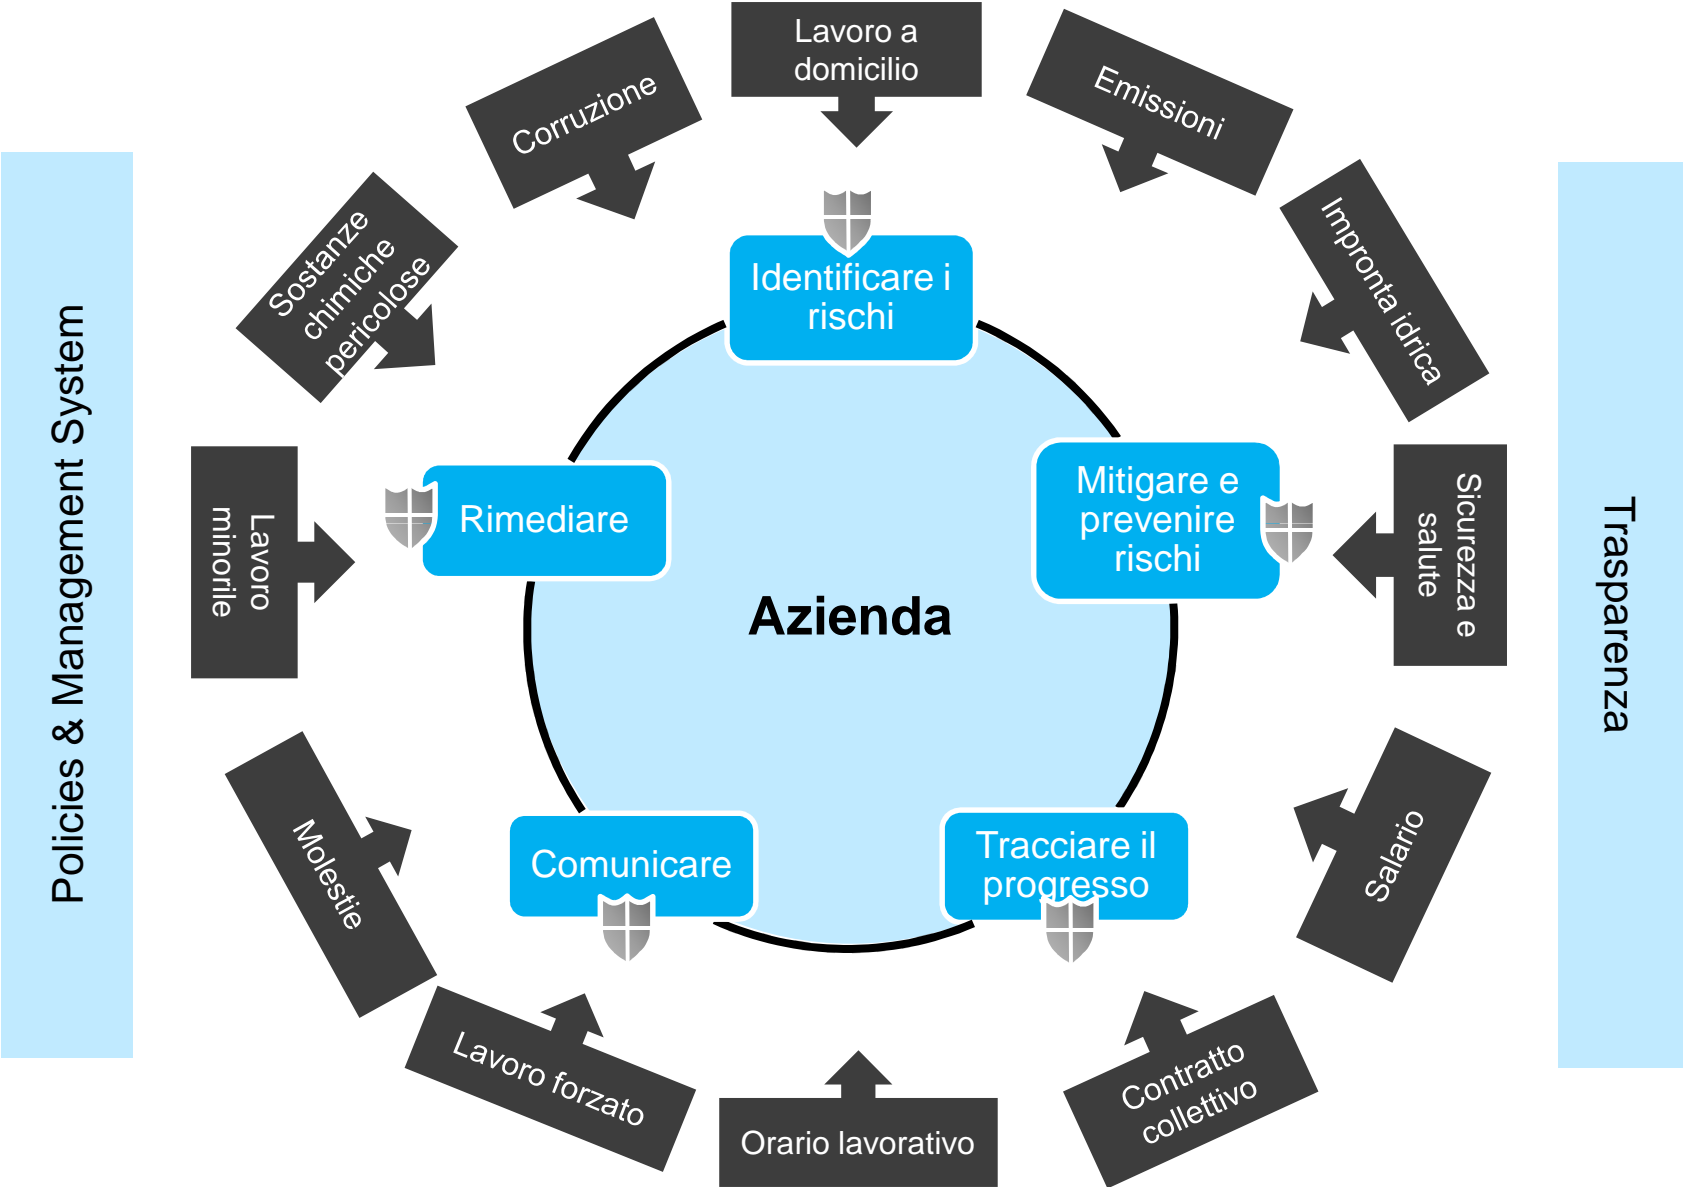 Lavoro a
domicilio
Corruzione
Emissioni
Sostanze
chimiche
pericolose
Impronta idrica
Identificare i
rischi
Policies & Management System
Lavoro
minorile
Rimediare
Mitigare e
prevenire
rischi
Sicurezza e
salute
Trasparenza
Azienda
Molestie
Comunicare
Tracciare il
progresso
Salario
Lavoro forzato
Orario lavorativo
Contratto
collettivo